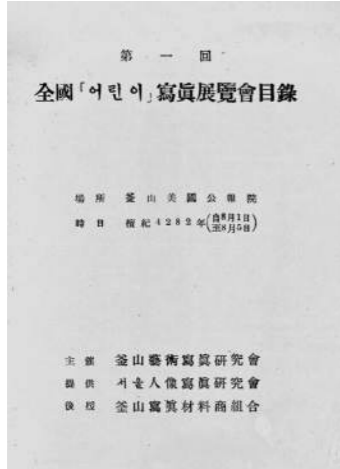 第一回
全國「어린이」寫眞展覽會目錄
場所 釜山美國公報院
時日 檀紀4282年(自8月1日 至8月5日)
主催 釜山藝術寫眞硏究會
提供 서울人像寫眞硏究會
後援 釜山寫眞材料商組合